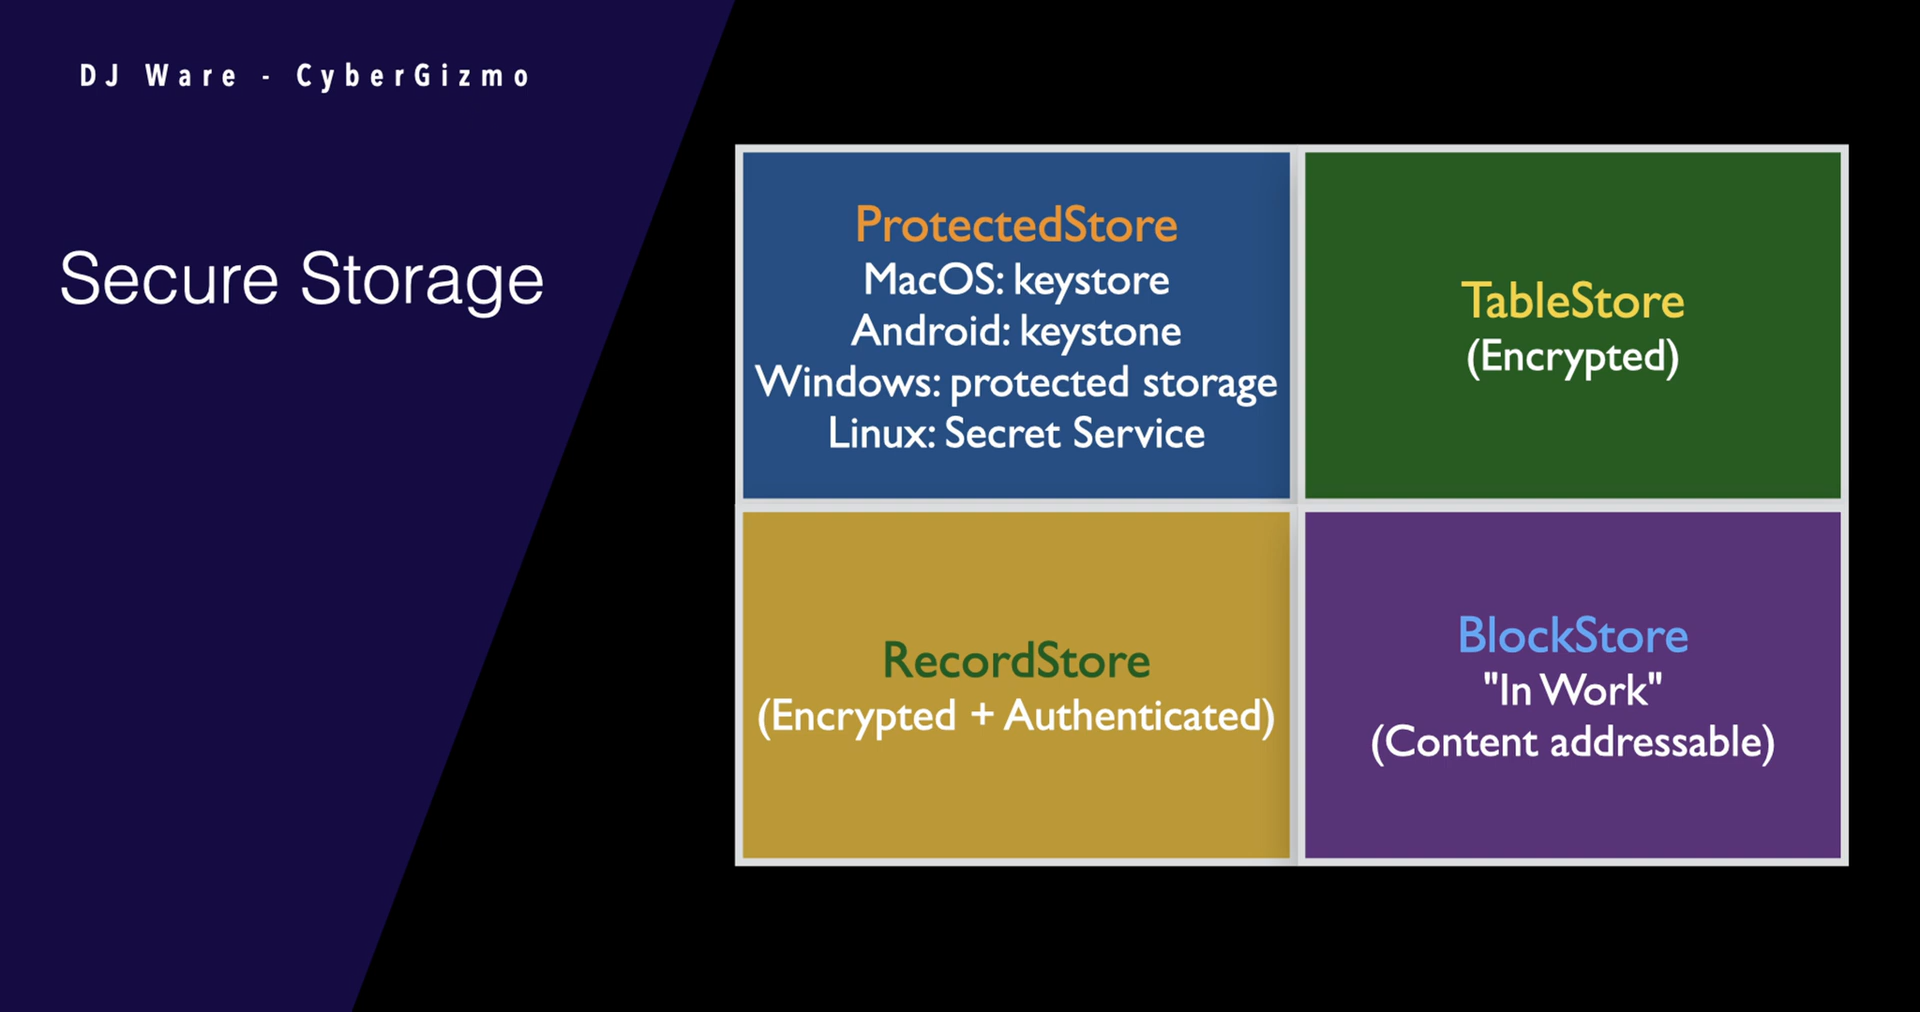 DJ Ware - CyberGizmo
Secure Storage
ProtectedStore
MacOS: keystore
Android: keystone
Windows: protected storage
Linux: Secret Service
TableStore
(Encrypted)
RecordStore
(Encrypted + Authenticated)
BlockStore
"In Work"
(Content addressable)